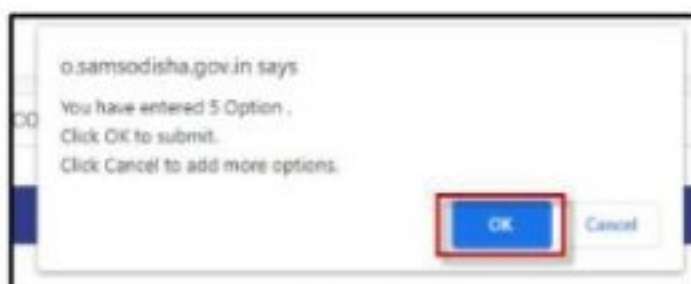 o.samsodisha.gov.in says
You have entered 5 Option .
CO
Click OK to submit.
Click Cancel to add more options.
OK Cancel